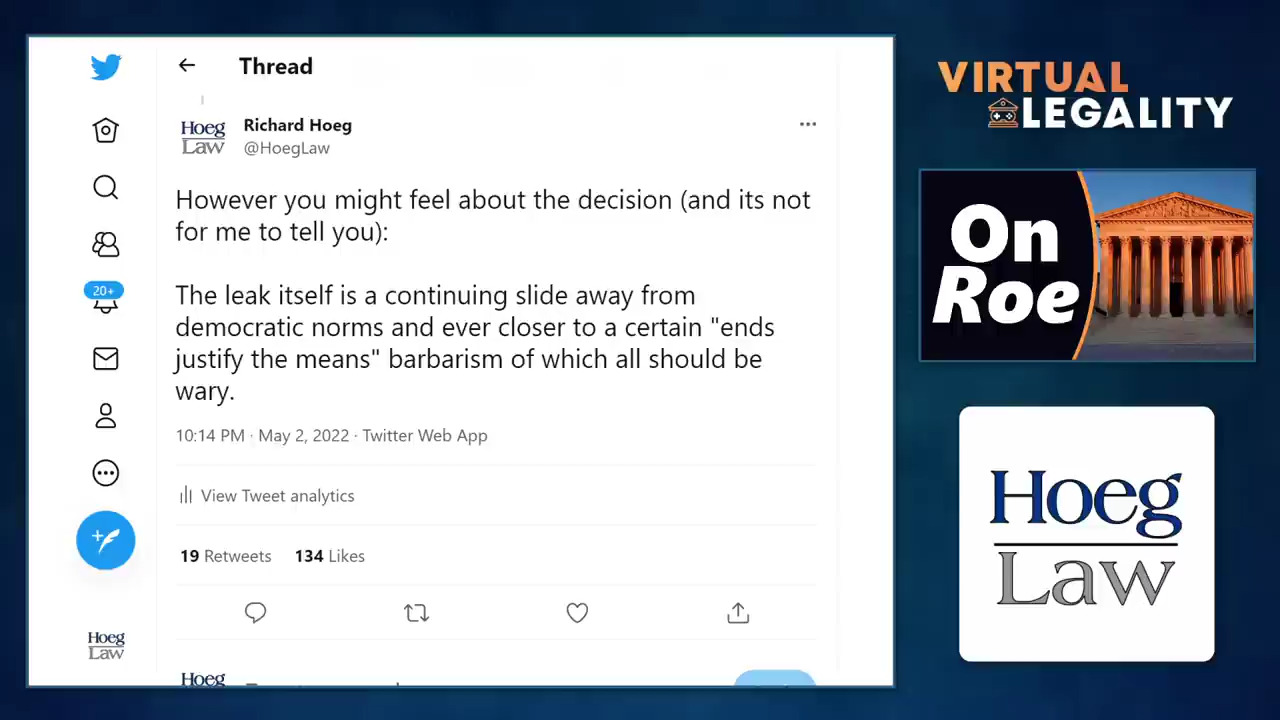 Thread
Hoeg
Law
Richard Hoeg
@HoegLaw
However you might feel about the decision (and its not
for me to tell you):
The leak itself is a continuing slide away from
democratic norms and ever closer to a certain "ends
justify the means" barbarism of which all should be
wary.
10:14 PM · May 2, 2022 · Twitter Web App
View Tweet analytics
19 Retweets 134 Likes
20+
Hoeg
Law
Hoeg
VIRTUAL
LEGALITY
On
Roe
Hoeg
Law